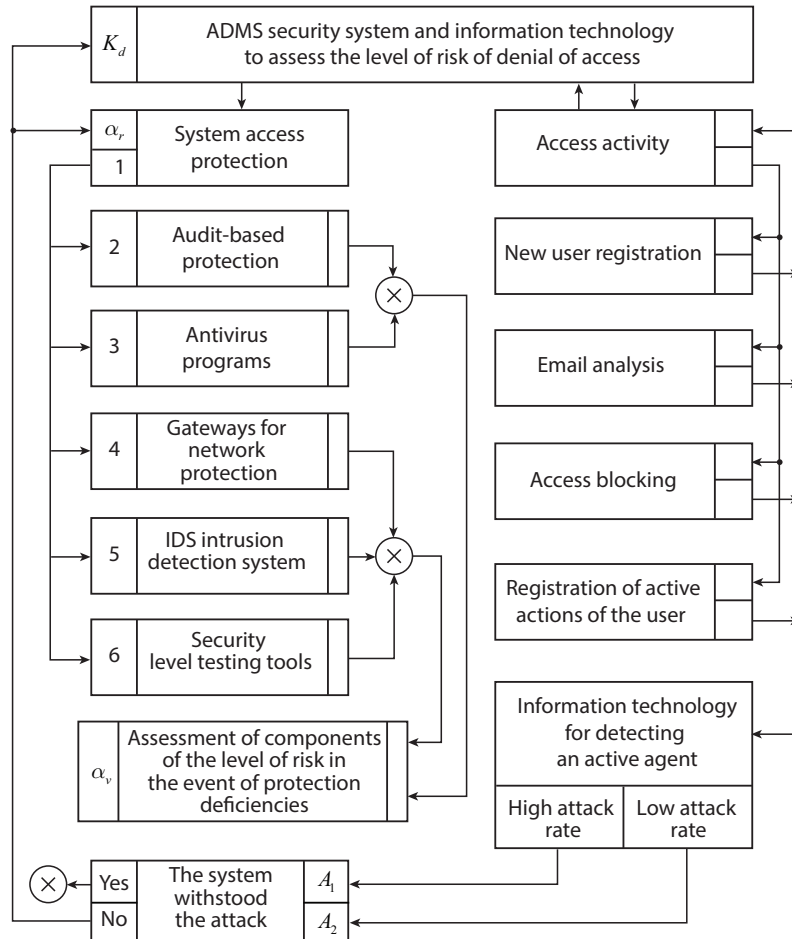 K_d
ADMS security system and information technology
to assess the level of risk of denial of access
α_r
1
System access
protection
Access activity
2
Audit-based
protection
New user registration
3
Antivirus
programs
Email analysis
4
Gateways for
network
protection
Access blocking
5
IDS intrusion
detection system
Registration of active
actions of the user
6
Security
level testing tools
Information technology
for detecting
an active agent
High attack
rate
Low attack
rate
α_v
Assessment of components
of the level of risk in
the event of protection
deficiencies
Yes
No
The system
withstood
the attack
A_1
A_2